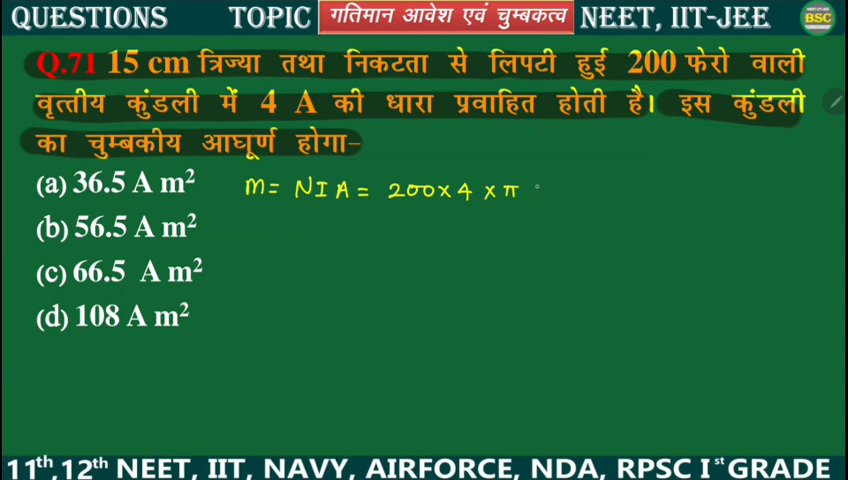 QUESTIONS TOPIC गतिमान आवेश एवं चुम्बकत्व NEET, IIT-JEE
BSC
Q.71 15 cm त्रिज्या तथा निकटता से लिपटी हुई 200 फेरो वाली
वृत्तीय कुंडली में 4 A की धारा प्रवाहित होती है। इस कुंडली
का चुम्बकीय आघूर्ण होगा-
(a) 36.5 A m²
m = NIA = 200×4×π
(b) 56.5 A m²
(c) 66.5 A m²
(d) 108 A m²
11th,12th NEET, IIT, NAVY, AIRFORCE, NDA, RPSC Ist GRADE